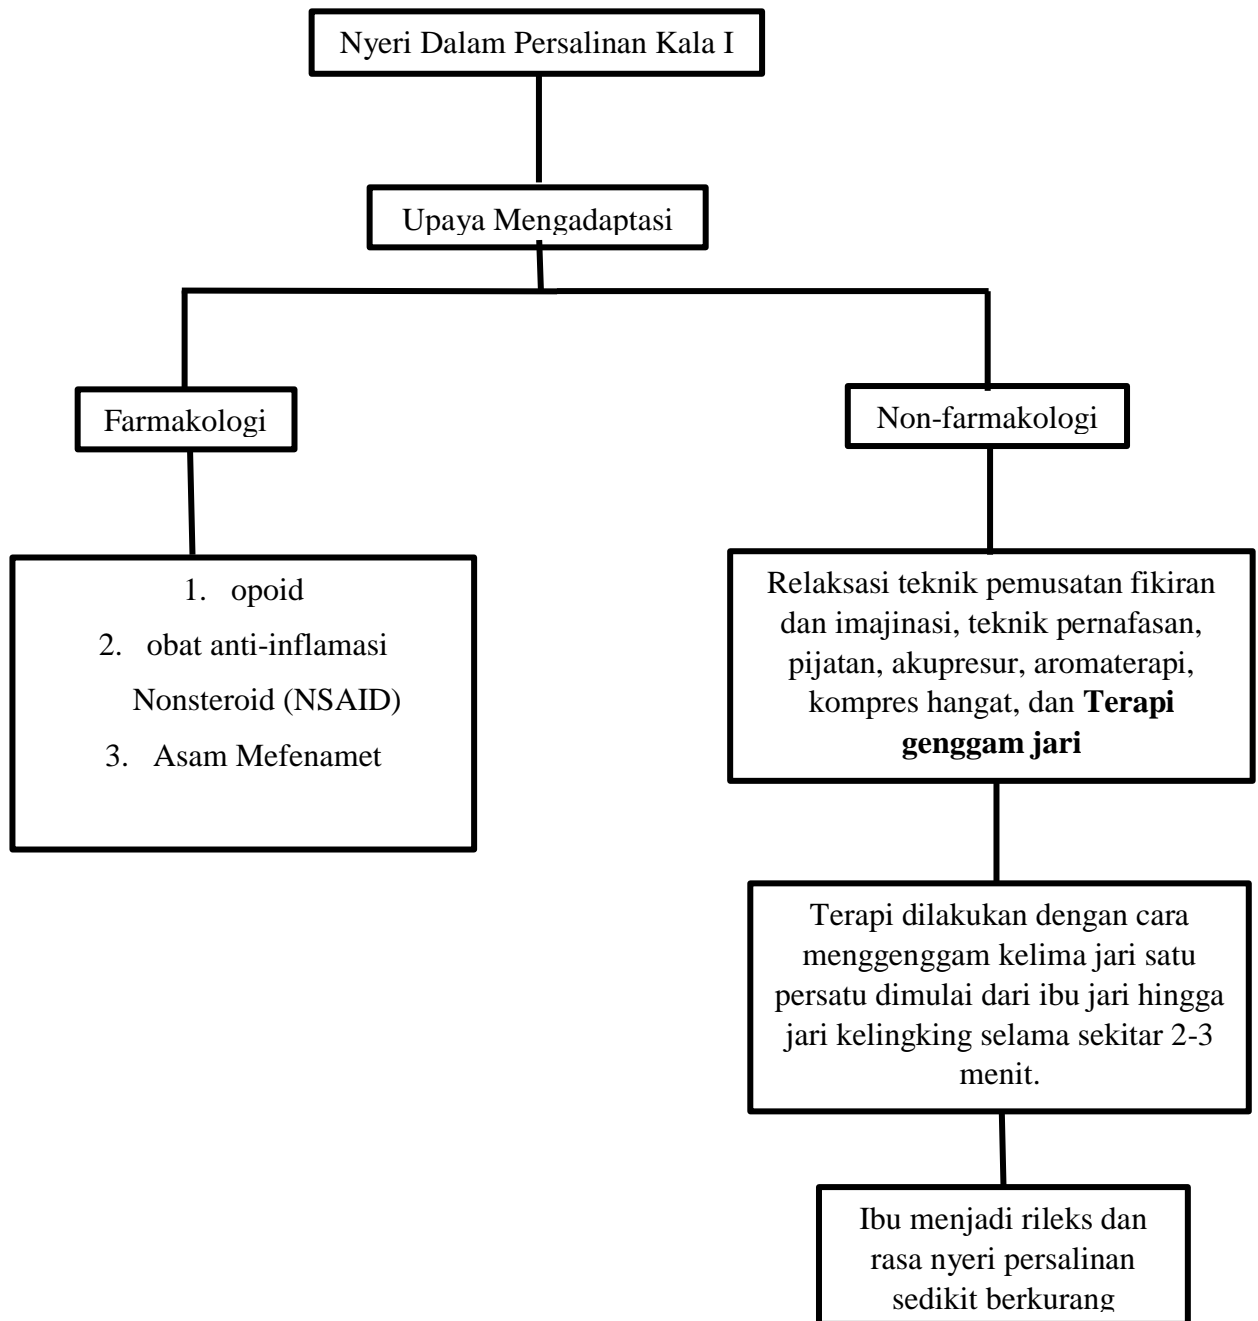 Nyeri Dalam Persalinan Kala I
Upaya Mengadaptasi
Farmakologi
Non-farmakologi
1. opoid
2. obat anti-inflamasi
Nonsteroid (NSAID)
3. Asam Mefenamet
Relaksasi teknik pemusatan fikiran
dan imajinasi, teknik pernafasan,
pijatan, akupresur, aromaterapi,
kompres hangat, dan Terapi
genggam jari
Terapi dilakukan dengan cara
menggenggam kelima jari satu
persatu dimulai dari ibu jari hingga
jari kelingking selama sekitar 2-3
menit.
Ibu menjadi rileks dan
rasa nyeri persalinan
sedikit berkurang